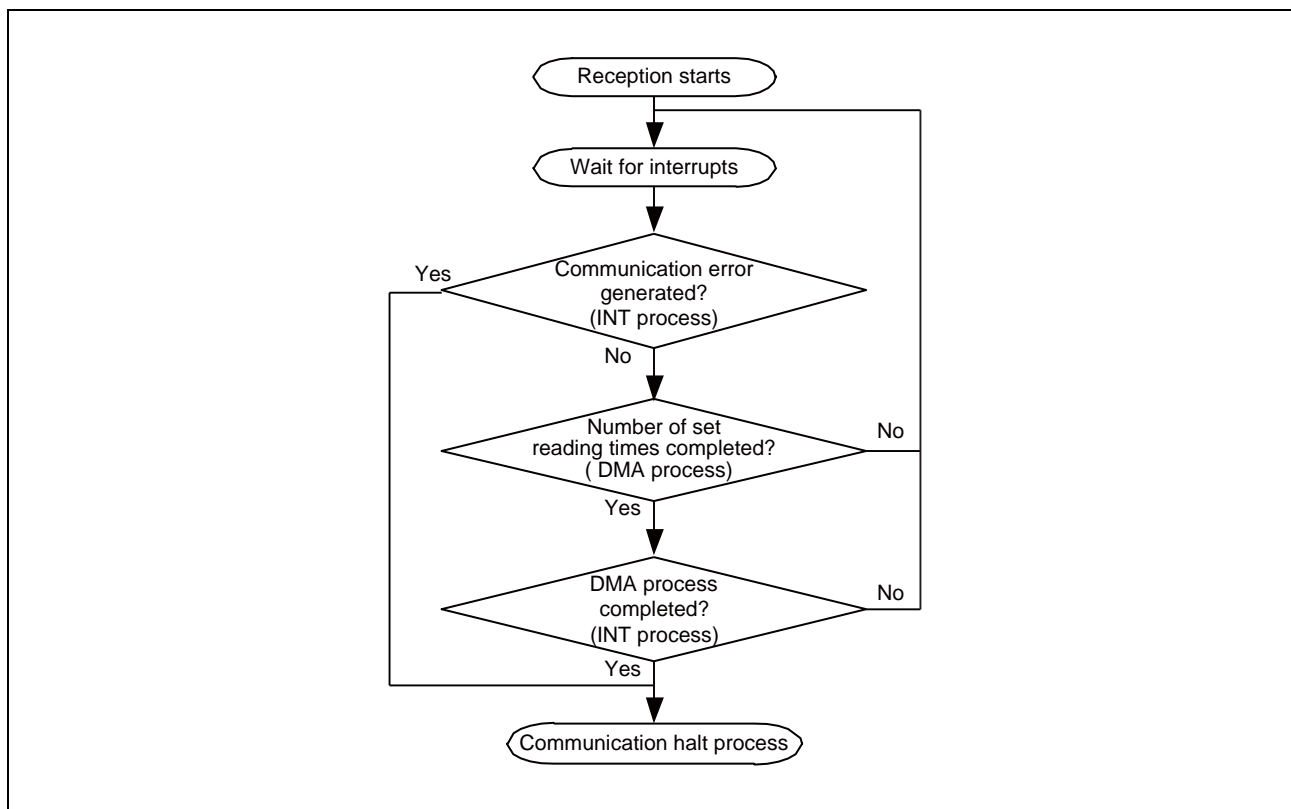 Reception starts
Wait for interrupts
Yes
Communication error
generated?
(INT process)
No
Number of set
reading times completed?
( DMA process)
No
Yes
DMA process
completed?
(INT process)
No
Yes
Communication halt process